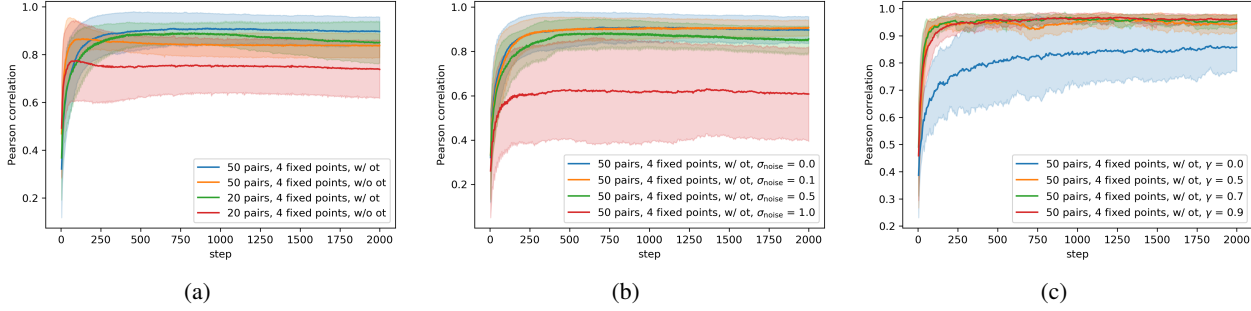 1.0
0.8
0.6
0.4
0.2
Pearson correlation
0
250
500
750
1000
1250
1500
1750
2000
step
50 pairs, 4 fixed points, w/ ot
50 pairs, 4 fixed points, w/o ot
20 pairs, 4 fixed points, w/ ot
20 pairs, 4 fixed points, w/o ot
(a)
1.0
0.8
0.6
0.4
0.2
Pearson correlation
0
250
500
750
1000
1250
1500
1750
2000
step
50 pairs, 4 fixed points, w/ ot, σnoise = 0.0
50 pairs, 4 fixed points, w/ ot, σnoise = 0.1
50 pairs, 4 fixed points, w/ ot, σnoise = 0.5
50 pairs, 4 fixed points, w/ ot, σnoise = 1.0
(b)
1.0
0.9
0.8
0.7
0.6
0.5
0.4
0.3
0.2
Pearson correlation
0
250
500
750
1000
1250
1500
1750
2000
step
50 pairs, 4 fixed points, w/ ot, γ = 0.0
50 pairs, 4 fixed points, w/ ot, γ = 0.5
50 pairs, 4 fixed points, w/ ot, γ = 0.7
50 pairs, 4 fixed points, w/ ot, γ = 0.9
(c)